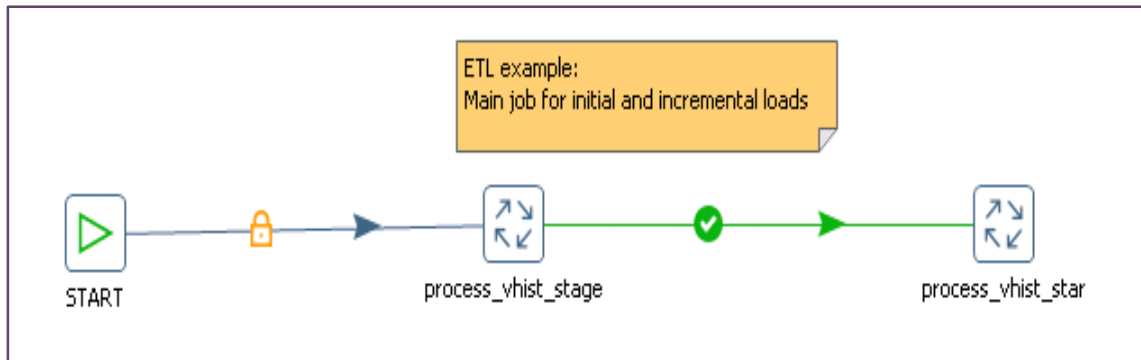 ETL example:
Main job for initial and incremental loads
START
process_vhist_stage
process_vhist_star